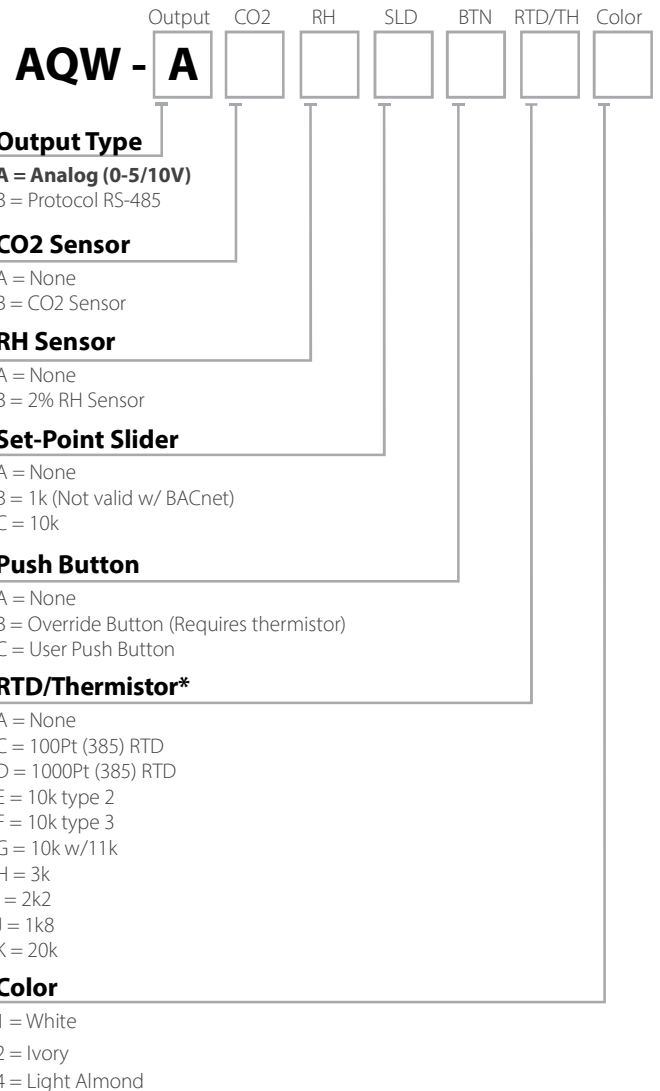 Output CO2 RH SLD BTN RTD/TH Color
AQW - A
Output Type
A = Analog (0-5/10V)
B = Protocol RS-485
CO2 Sensor
A = None
B = CO2 Sensor
RH Sensor
A = None
B = 2% RH Sensor
Set-Point Slider
A = None
B = 1k (Not valid w/ BACnet)
C = 10k
Push Button
A = None
B = Override Button (Requires thermistor)
C = User Push Button
RTD/Thermistor*
A = None
C = 100Pt (385) RTD
D = 1000Pt (385) RTD
E = 10k type 2
F = 10k type 3
G = 10k w/11k
H = 3k
I = 2k2
J = 1k8
K = 20k
Color
1 = White
2 = Ivory
4 = Light Almond